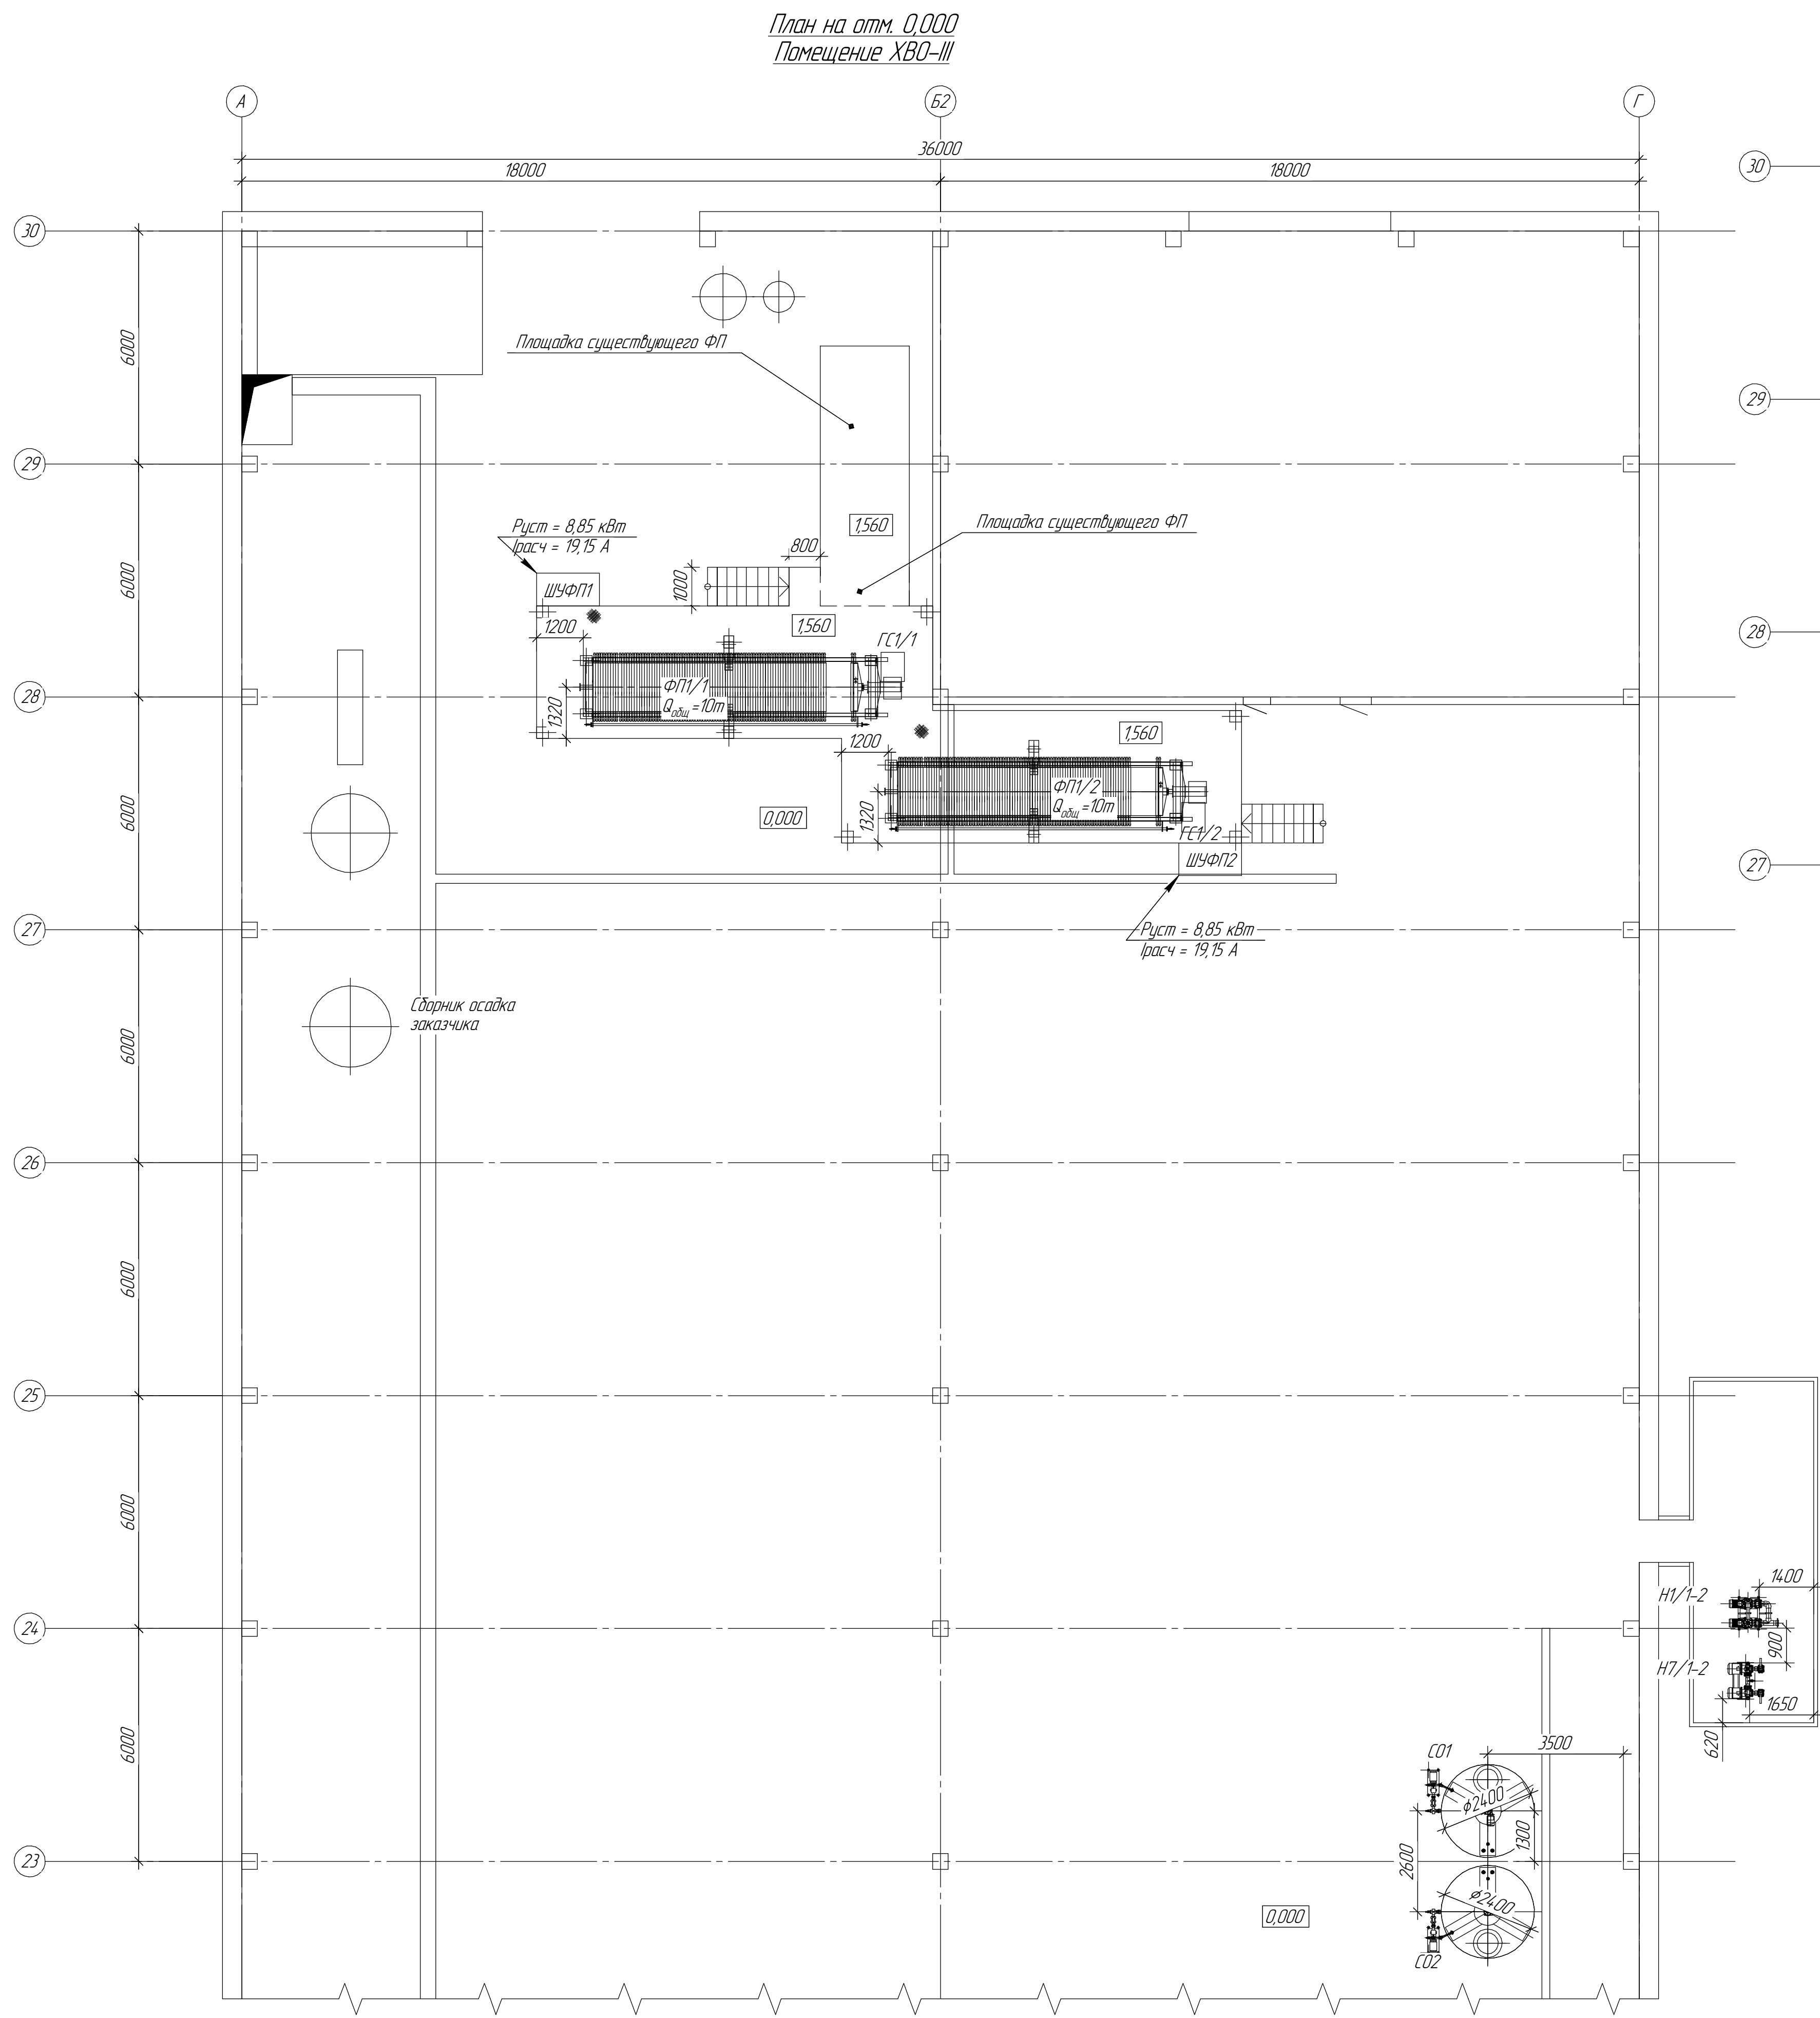 План на отм. 0,000
Помещение ХВО-III
А
Б2
Г
36000
18000
18000
30
30
6000
Площадка существующего ФП
29
29
1,560
Площадка существующего ФП
Руст = 8,85 кВт
Iрасч = 19,15 А
800
6000
1000
ШУФП1
1,560
1200
ГС1/1
28
28
ФП1/1
Qобщ =10т
1320
1,560
1200
6000
ФП1/2
Qобщ =10т
0,000
1320
ГС1/2
ШУФП2
27
27
Руст = 8,85 кВт
Iрасч = 19,15 А
Сборник осадка
заказчика
6000
26
6000
25
6000
1400
Н1/1-2
24
900
Н7/1-2
1650
620
6000
3500
СО1
ϕ2400
1300
2600
23
ϕ2400
0,000
СО2